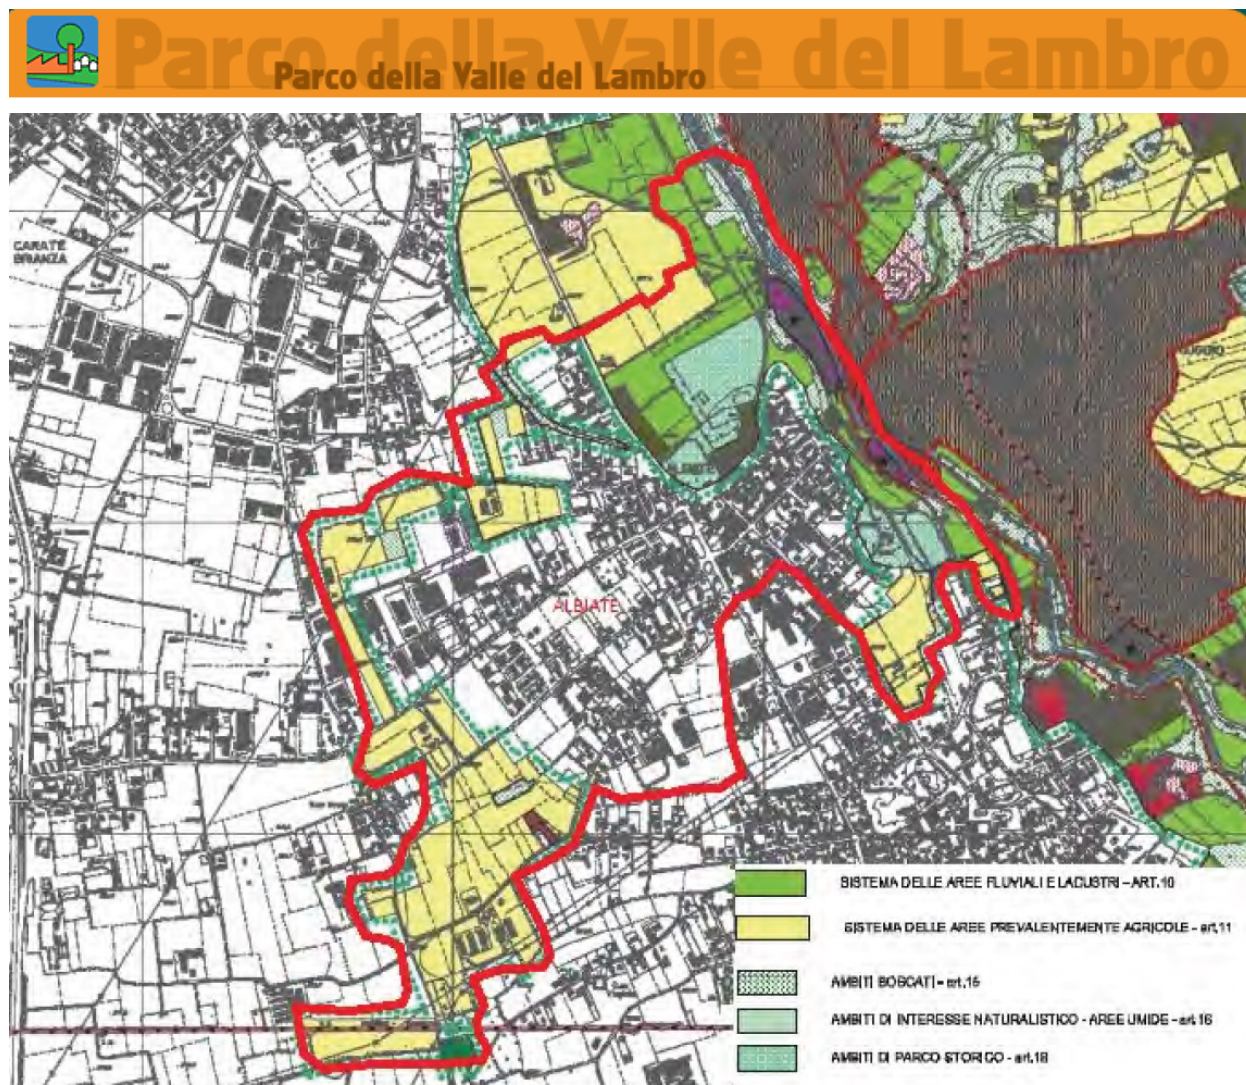 Parco della Valle del Lambro
Parco della Valle del Lambro
CARATE
BRIANZA
ALBIATE
SISTEMA DELLE AREE FLUVIALI E LACUSTRI - ART.10
SISTEMA DELLE AREE PREVALENTEMENTE AGRICOLE - art.11
AMBITI BOSCATI - art.15
AMBITI DI INTERESSE NATURALISTICO - AREE UMIDE - art.16
AMBITI DI PARCO STORICO - art.18